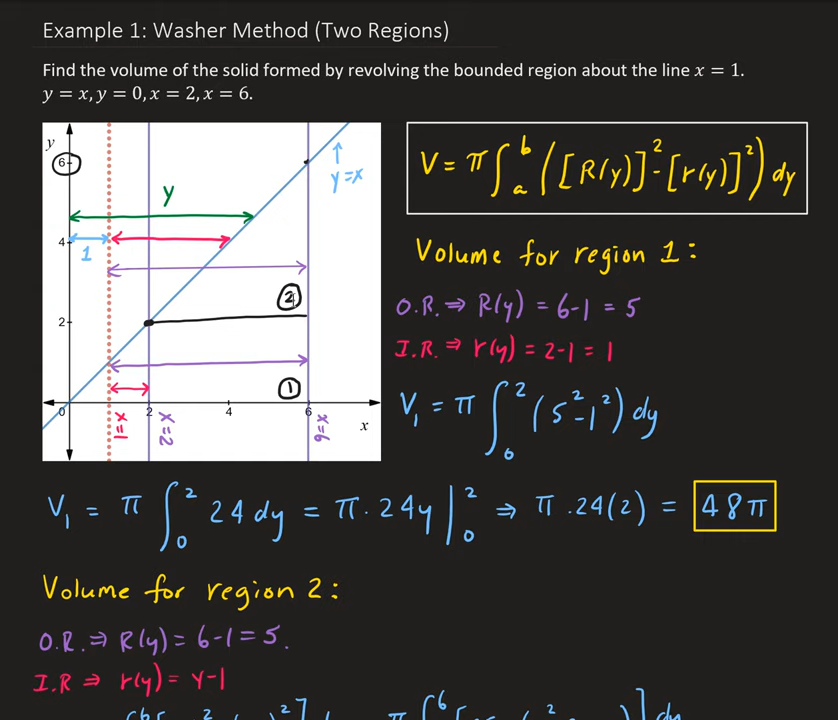 Example 1: Washer Method (Two Regions)
Find the volume of the solid formed by revolving the bounded region about the line x = 1.
y = x, y = 0, x = 2, x = 6.
y
6
y=x
Y
4
1
2
2
1
0
2
4
6
x
x=1
x=2
x=6
V = π∫ₐᵇ ([R(y)]² - [r(y)]²) dy
Volume for region 1:
O.R. ⇒ R(y) = 6-1 = 5
I.R. ⇒ r(y) = 2-1 = 1
V₁ = π ∫₀² (5² - 1²) dy
V₁ = π ∫₀² 24 dy = π · 24y |₀² ⇒ π . 24(2) = 48π
Volume for region 2:
O.R. ⇒ R(y) = 6-1 = 5.
I.R ⇒ r(y) = y-1